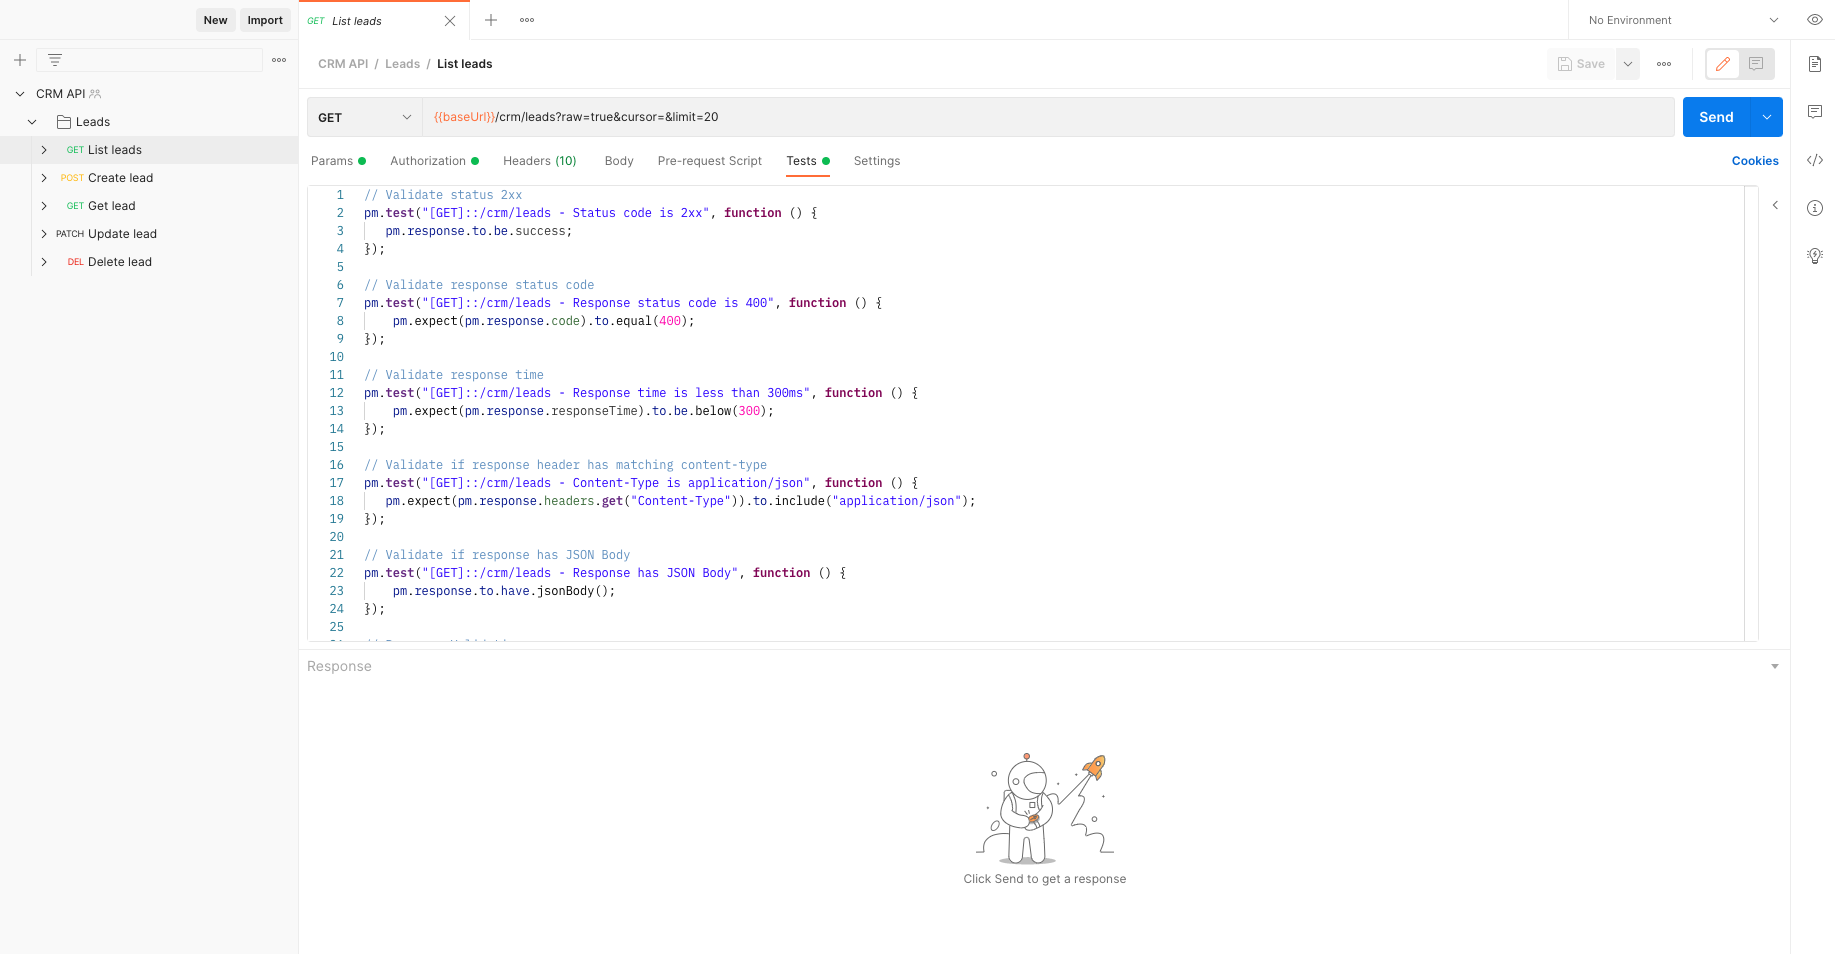 New Import
GET List leads
No Environment
CRM API / Leads / List leads
Save
CRM API
Leads
GET List leads
POST Create lead
GET Get lead
PATCH Update lead
DEL Delete lead
GET {{baseUrl}}/crm/leads?raw=true&cursor=&limit=20
Send
Params Authorization Headers (10) Body Pre-request Script Tests Settings
Cookies
1 // Validate status 2xx
2 pm.test("[GET]::/crm/leads - Status code is 2xx", function () {
3 pm.response.to.be.success;
4 });
5
6 // Validate response status code
7 pm.test("[GET]::/crm/leads - Response status code is 400", function () {
8 pm.expect(pm.response.code).to.equal(400);
9 });
10
11 // Validate response time
12 pm.test("[GET]::/crm/leads - Response time is less than 300ms", function () {
13 pm.expect(pm.response.responseTime).to.be.below(300);
14 });
15
16 // Validate if response header has matching content-type
17 pm.test("[GET]::/crm/leads - Content-Type is application/json", function () {
18 pm.expect(pm.response.headers.get("Content-Type")).to.include("application/json");
19 });
20
21 // Validate if response has JSON Body
22 pm.test("[GET]::/crm/leads - Response has JSON Body", function () {
23 pm.response.to.have.jsonBody();
24 });
25
Response
Click Send to get a response